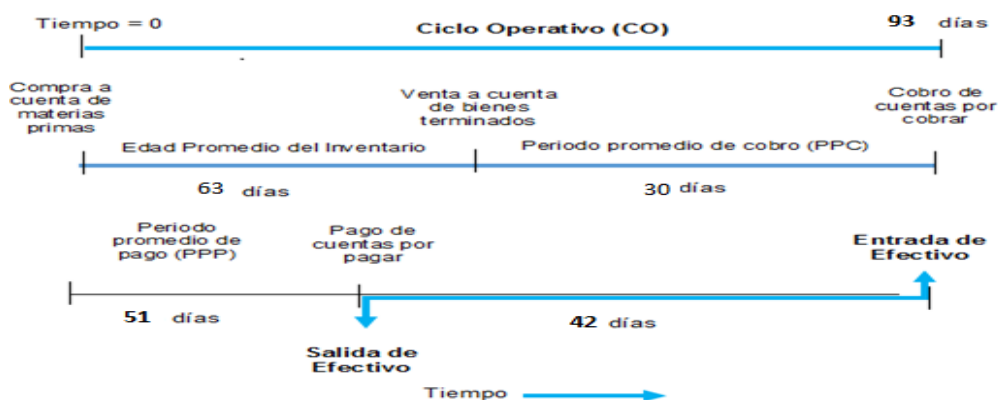 Tiempo = 0
Ciclo Operativo (CO)
93 días
Compra a
cuenta de
materias
primas
Venta a cuenta
de bienes
terminados
Cobro de
cuentas por
cobrar
Edad Promedio del Inventario
Periodo promedio de cobro (PPC)
63 días
30 días
Periodo
promedio de
pago (PPP)
Pago de
cuentas por
pagar
Entrada de
Efectivo
51 días
42 días
Salida de
Efectivo
Tiempo